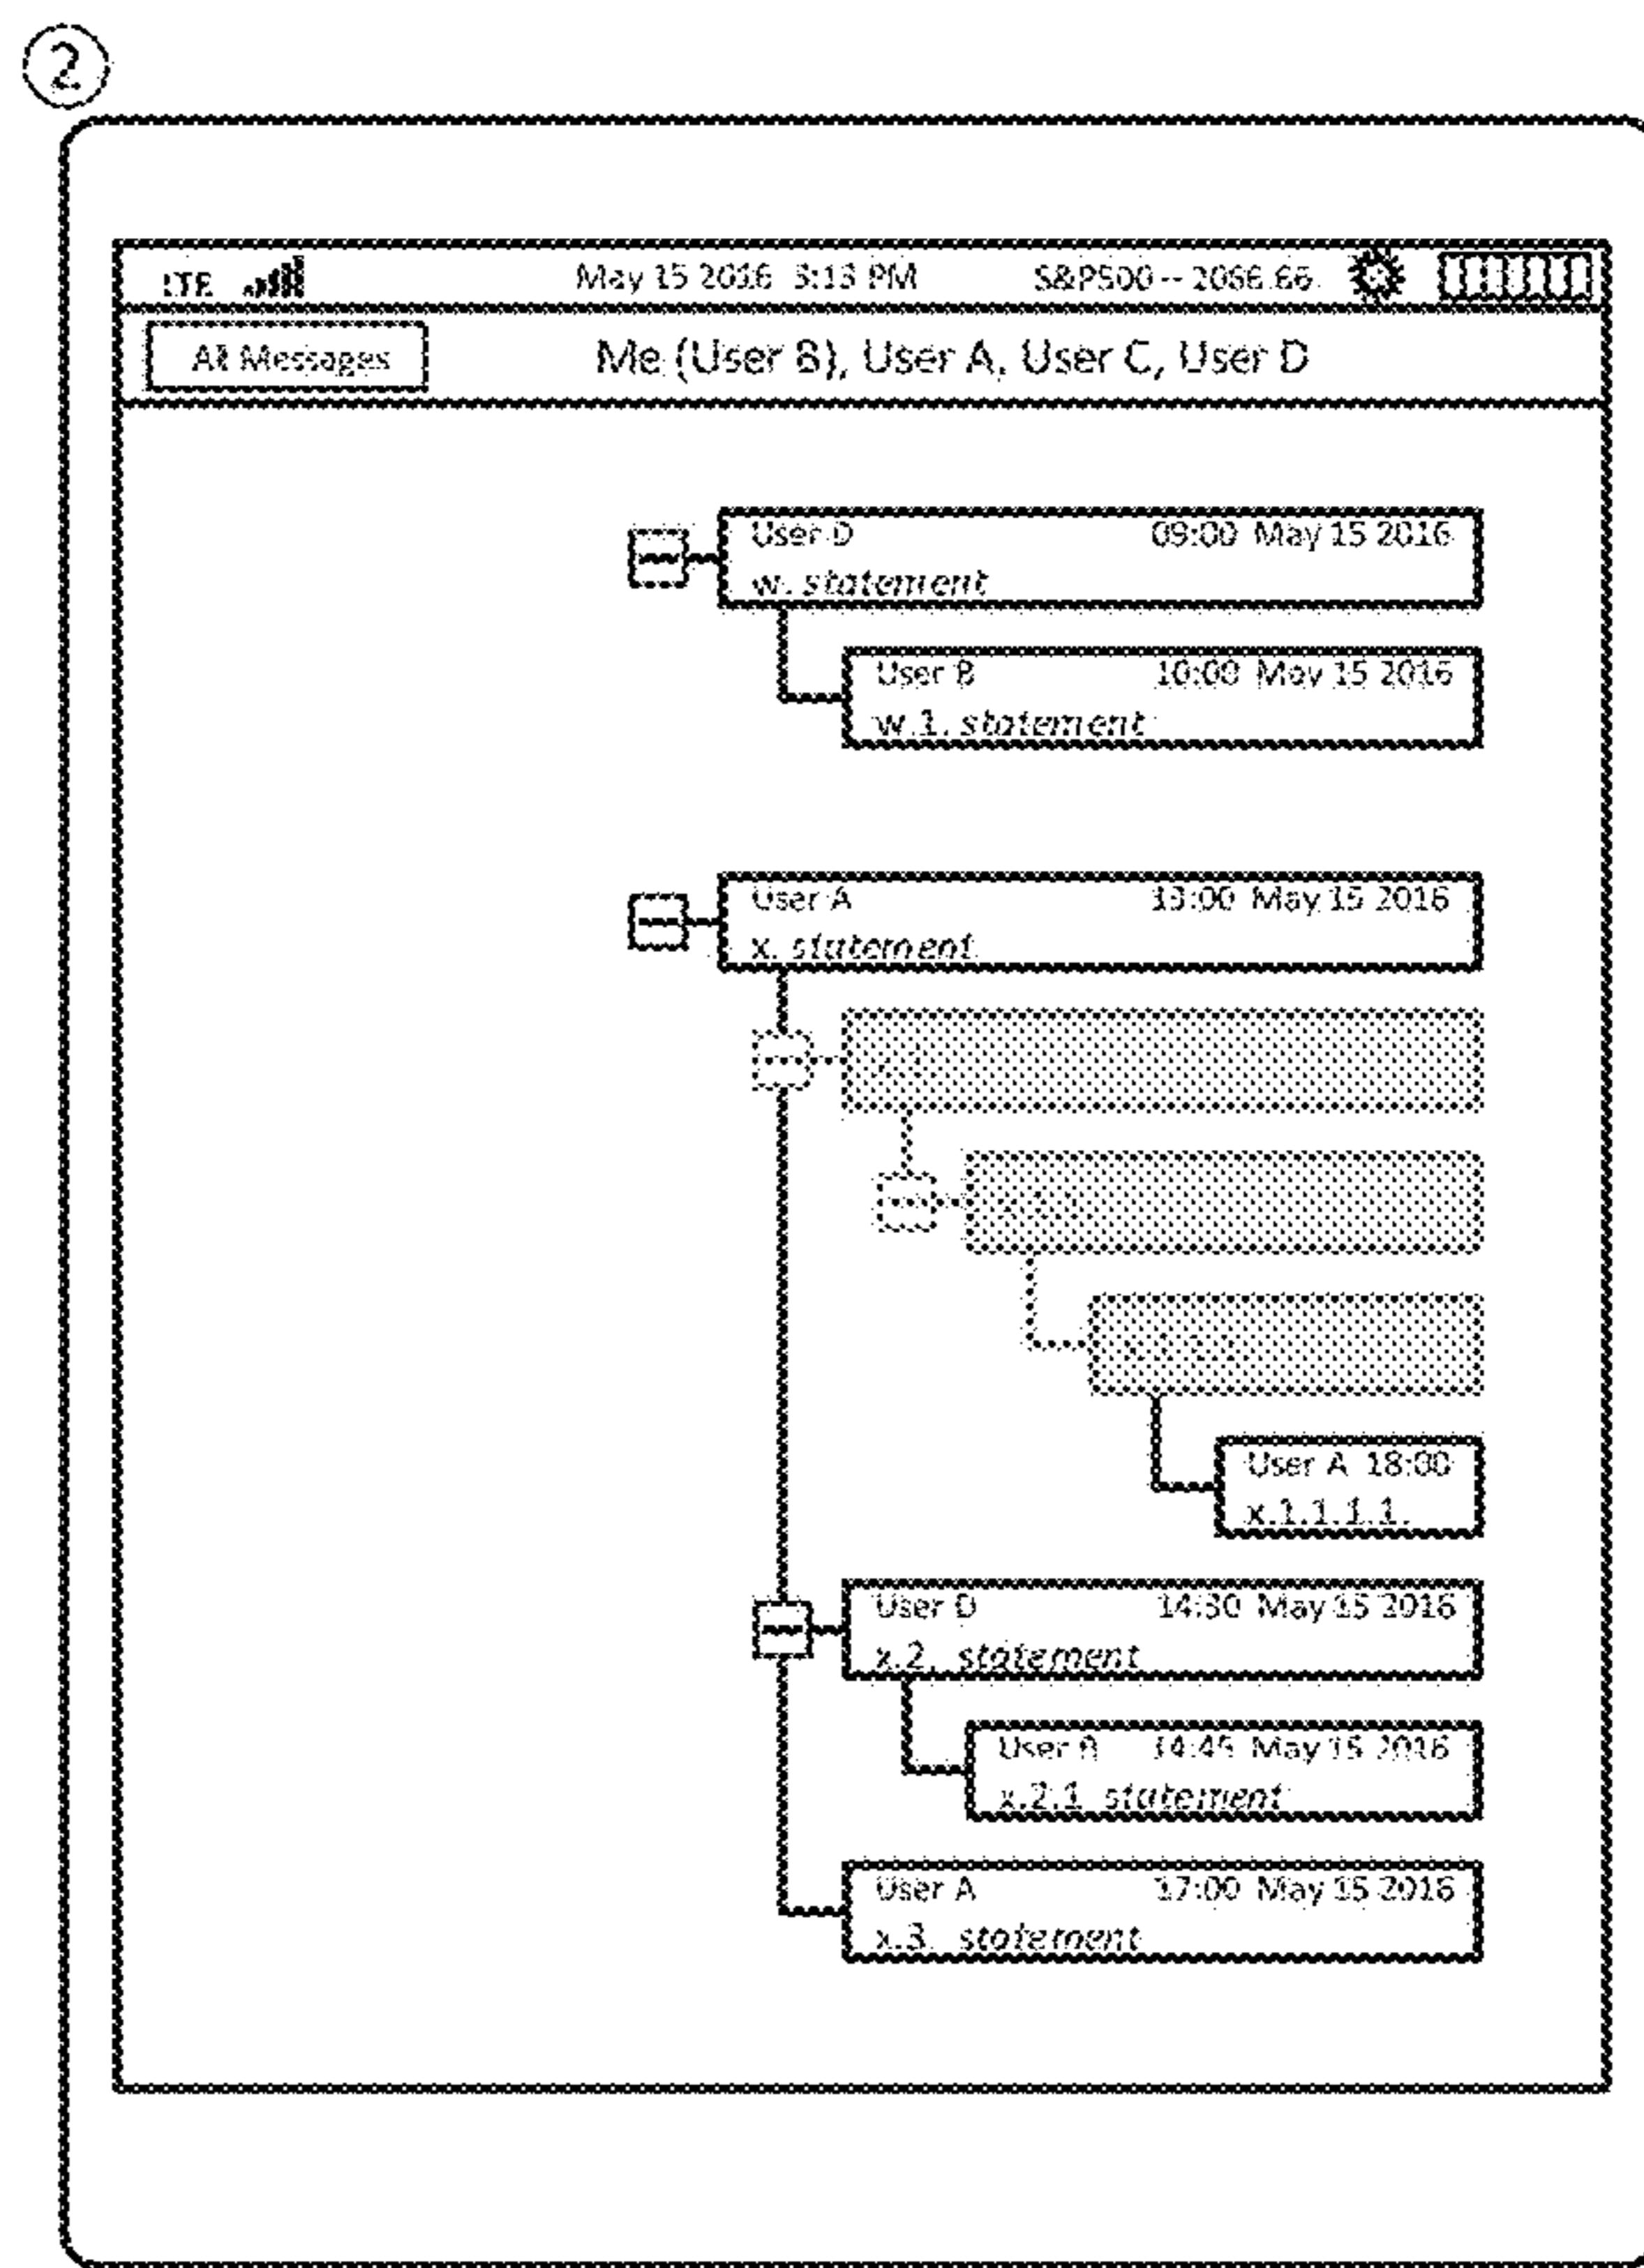 2
LTE May 15 2016 3:13 PM S&P500 -- 2066.66
All Messages Me (User B), User A, User C, User D
User D 09:00 May 15 2016
w. statement
User B 10:00 May 15 2016
w.1. statement
User A 13:00 May 15 2016
x. statement
User A 18:00
x.1.1.1.1.
User D 14:30 May 15 2016
x.2. statement
User B 14:45 May 15 2016
x.2.1 statement
User A 17:00 May 15 2016
x.3. statement